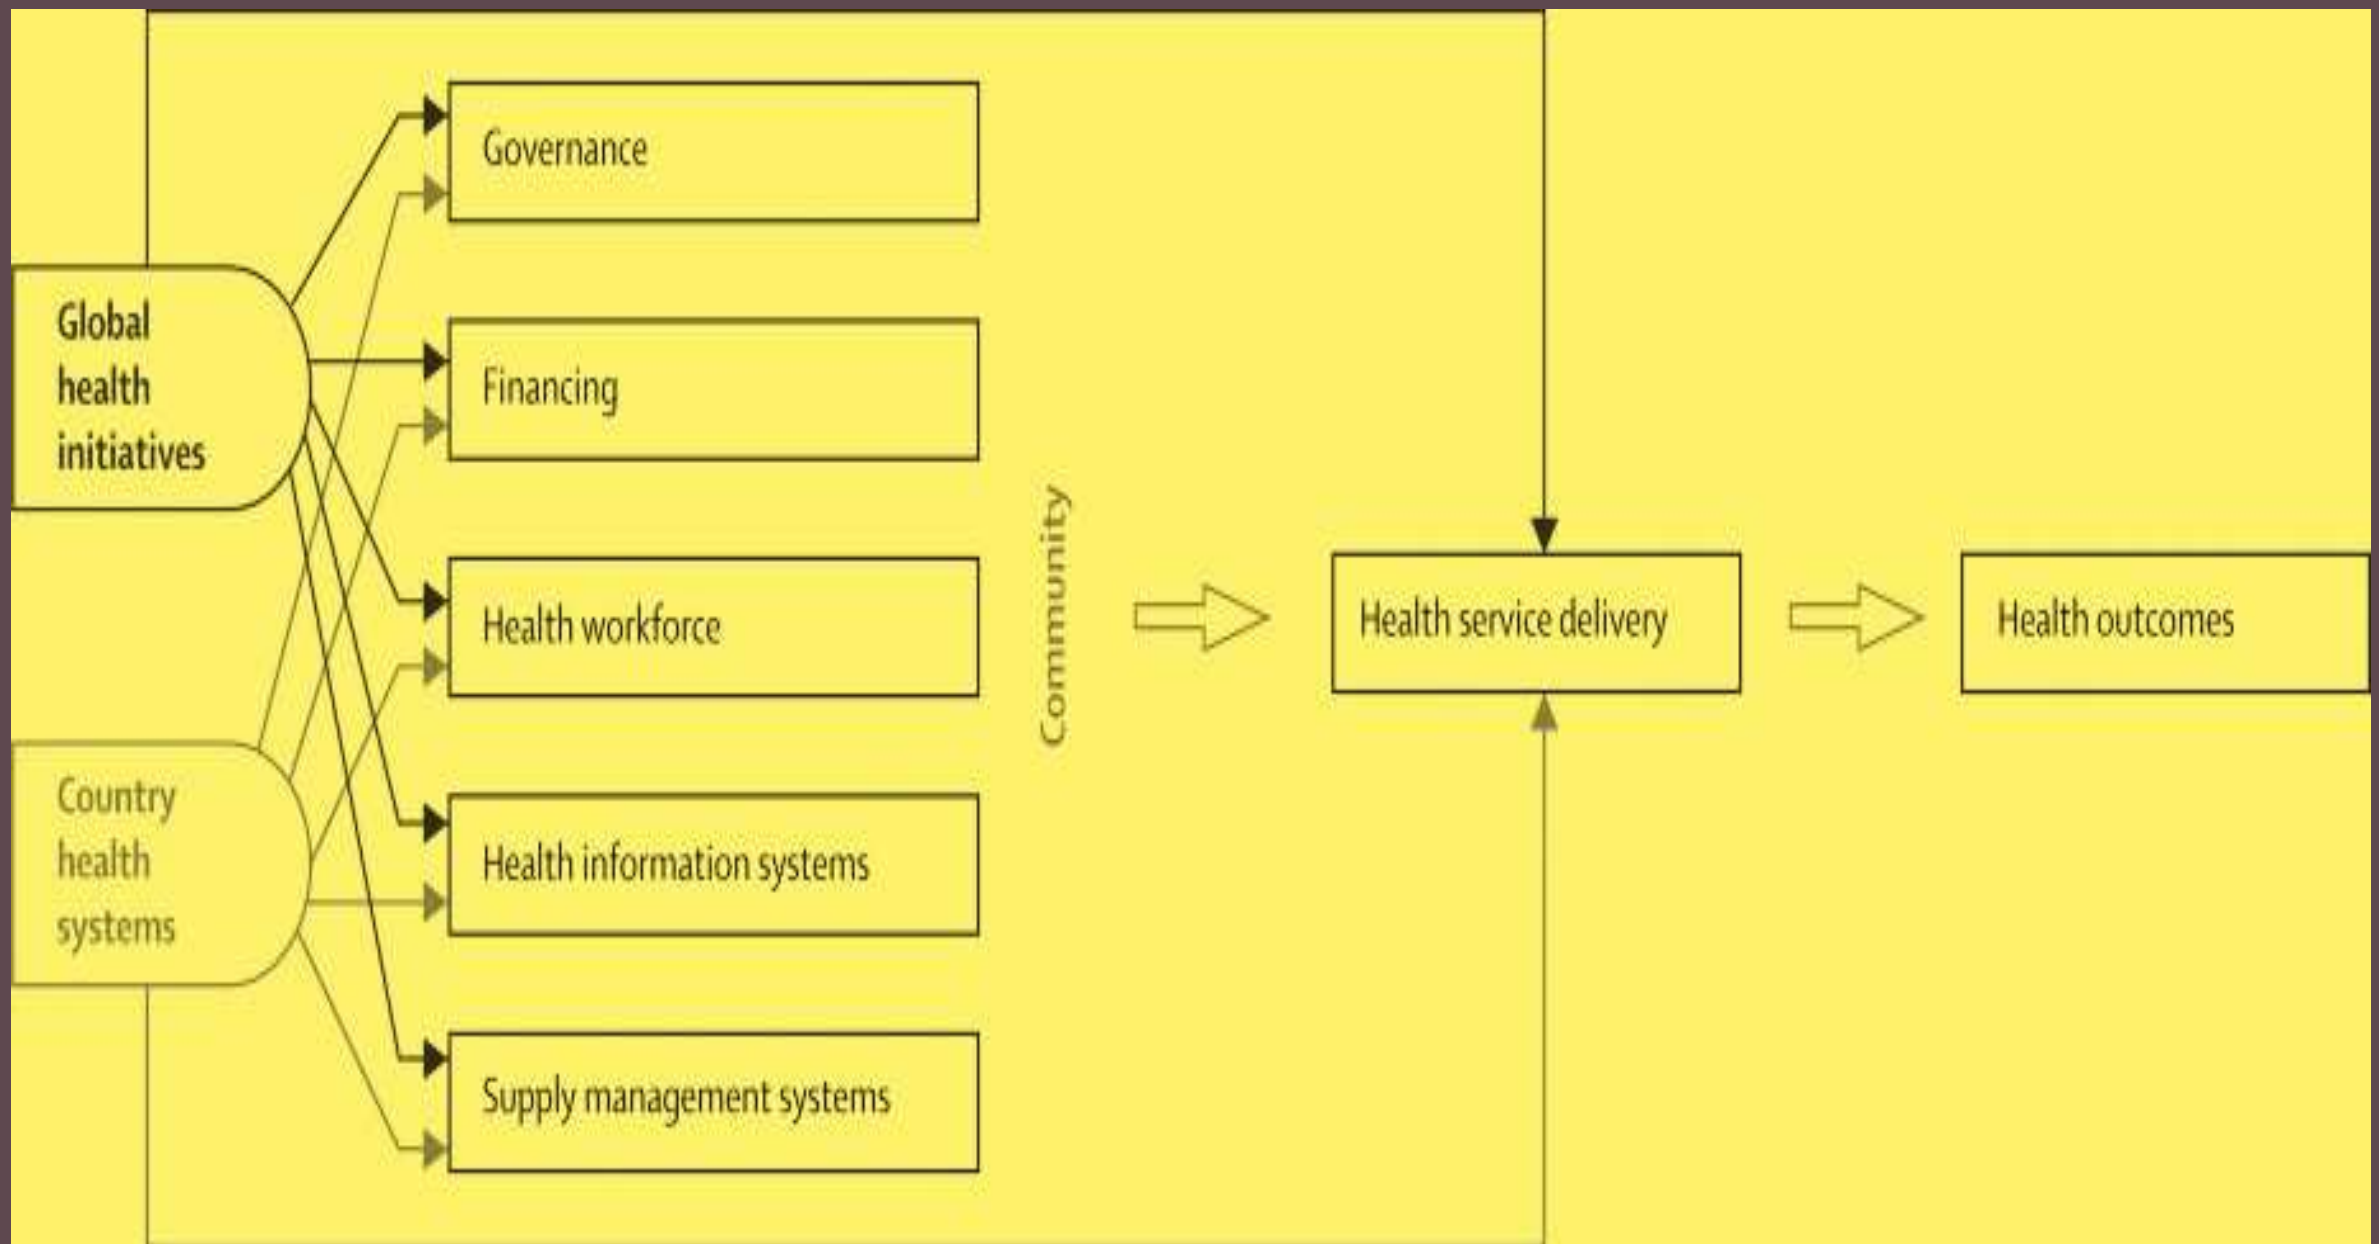 Governance
Global
health
initiatives
Financing
Health workforce
Community
Health service delivery
Health outcomes
Country
health
systems
Health information systems
Supply management systems